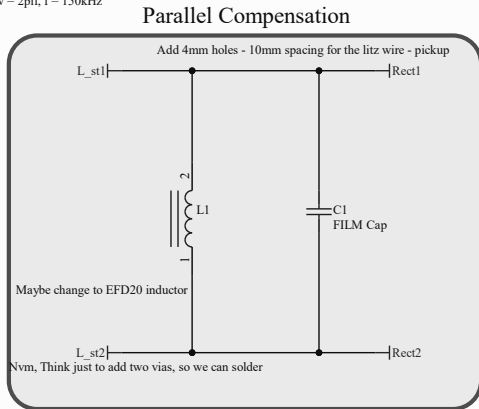 Parallel Compensation
Add 4mm holes - 10mm spacing for the litz wire - pickup
L_st1
Rect1
2
L1
C1
FILM Cap
1
Maybe change to EFD20 inductor
L_st2
Rect2
Nvm, Think just to add two vias, so we can solder